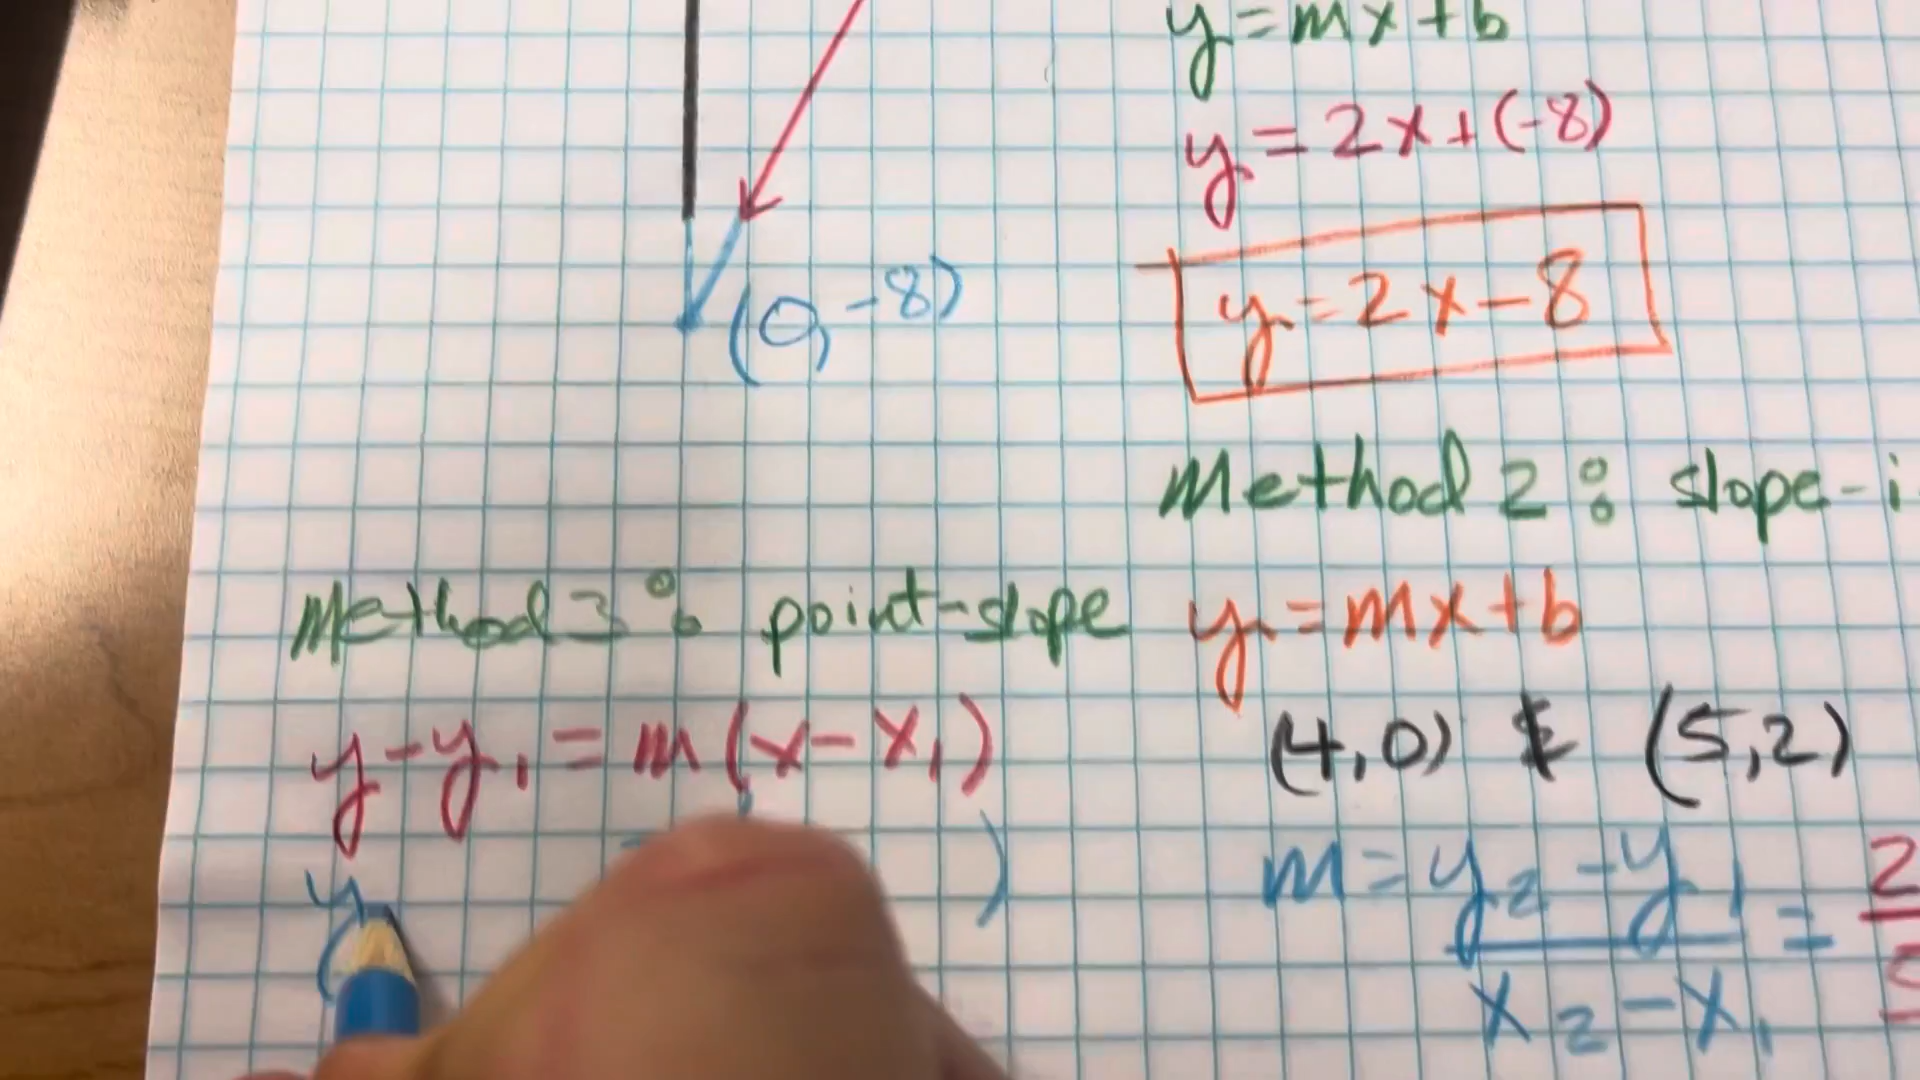 y = mx + b
y = 2x + (-8)
y = 2x - 8
(0, -8)
Method 2: slope-i
y = mx + b
(4,0) & (5,2)
m = y₂ - y₁ / x₂ - x₁ = 2
Method 3: point-slope
y - y₁ = m(x - x₁)
y )